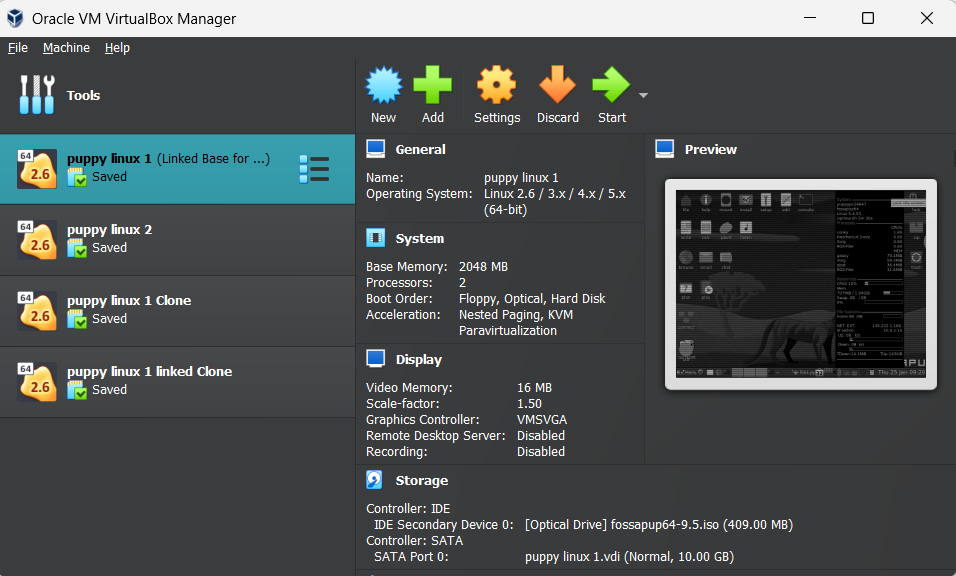 Oracle VM VirtualBox Manager
File Machine Help
Tools
New Add Settings Discard Start
64
2.6
puppy linux 1 (Linked Base for ...)
Saved
64
2.6
puppy linux 2
Saved
64
2.6
puppy linux 1 Clone
Saved
64
2.6
puppy linux 1 linked Clone
Saved
General
Name: puppy linux 1
Operating System: Linux 2.6 / 3.x / 4.x / 5.x
(64-bit)
System
Base Memory: 2048 MB
Processors: 2
Boot Order: Floppy, Optical, Hard Disk
Acceleration: Nested Paging, KVM
Paravirtualization
Display
Video Memory: 16 MB
Scale-factor: 1.50
Graphics Controller: VMSVGA
Remote Desktop Server: Disabled
Recording: Disabled
Storage
Controller: IDE
IDE Secondary Device 0: [Optical Drive] fossapup64-9.5.iso (409.00 MB)
Controller: SATA
SATA Port 0: puppy linux 1.vdi (Normal, 10.00 GB)
Preview
Thu 25 Jan 09:20